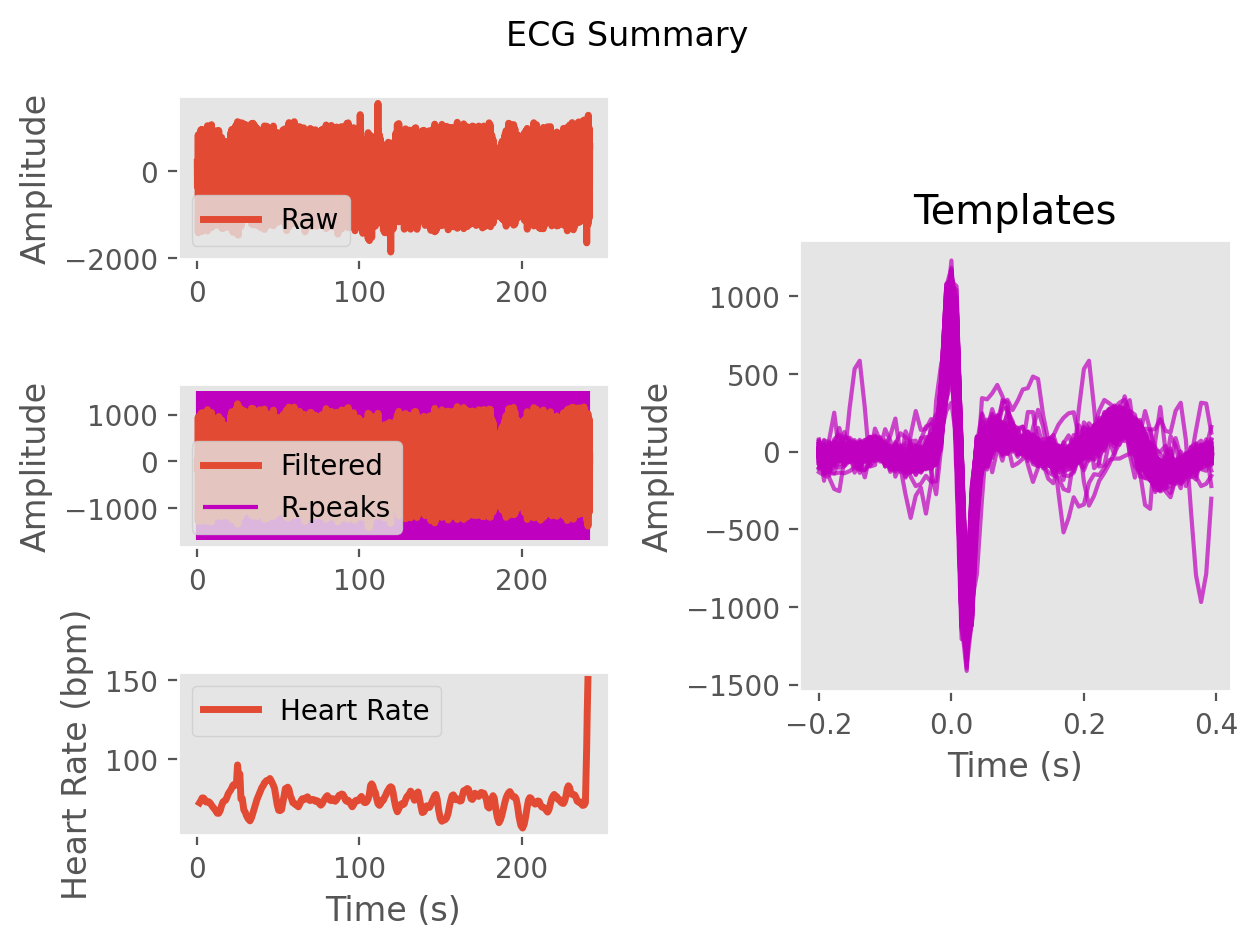 ECG Summary
Amplitude
0
−2000
Raw
0 100 200
Amplitude
1000
0
−1000
Filtered
R-peaks
0 100 200
Heart Rate (bpm)
150
100
Heart Rate
0 100 200
Time (s)
Templates
Amplitude
1000
500
0
−500
−1000
−1500
−0.2 0.0 0.2 0.4
Time (s)